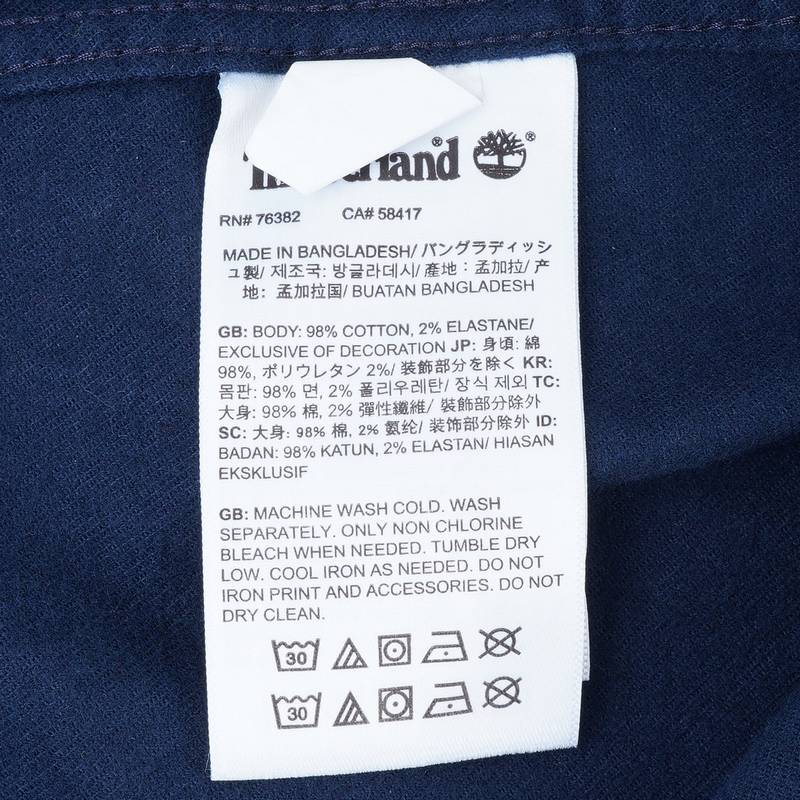 RN# 76382 CA# 58417
MADE IN BANGLADESH/ バングラディッシ
ュ製/ 제조국: 방글라데시/ 產地：孟加拉/ 产
地：孟加拉国/ BUATAN BANGLADESH
GB: BODY: 98% COTTON, 2% ELASTANE/
EXCLUSIVE OF DECORATION JP: 身頃: 綿
98%, ポリウレタン 2%/ 装飾部分を除く KR:
몸판: 98% 면, 2% 폴리우레탄/ 장식 제외 TC:
大身: 98% 棉, 2% 彈性纖維/ 裝飾部分除外
SC: 大身: 98% 棉, 2% 氨纶/ 装饰部分除外 ID:
BADAN: 98% KATUN, 2% ELASTAN/ HIASAN
EKSKLUSIF
GB: MACHINE WASH COLD. WASH
SEPARATELY. ONLY NON CHLORINE
BLEACH WHEN NEEDED. TUMBLE DRY
LOW. COOL IRON AS NEEDED. DO NOT
IRON PRINT AND ACCESSORIES. DO NOT
DRY CLEAN.
30
30